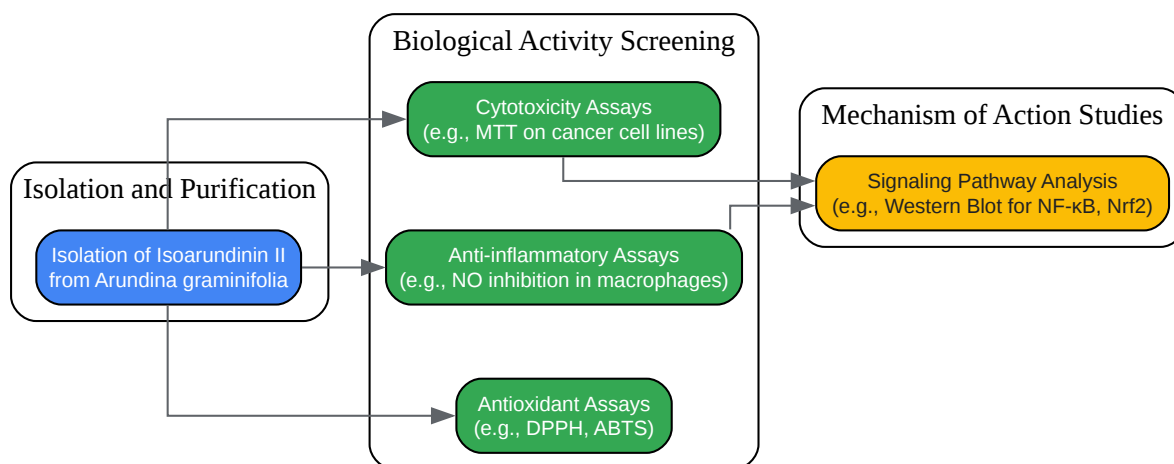 Isolation and Purification
Isolation of Isoarundinin II
from Arundina graminifolia
Biological Activity Screening
Cytotoxicity Assays
(e.g., MTT on cancer cell lines)
Anti-inflammatory Assays
(e.g., NO inhibition in macrophages)
Antioxidant Assays
(e.g., DPPH, ABTS)
Mechanism of Action Studies
Signaling Pathway Analysis
(e.g., Western Blot for NF-κB, Nrf2)